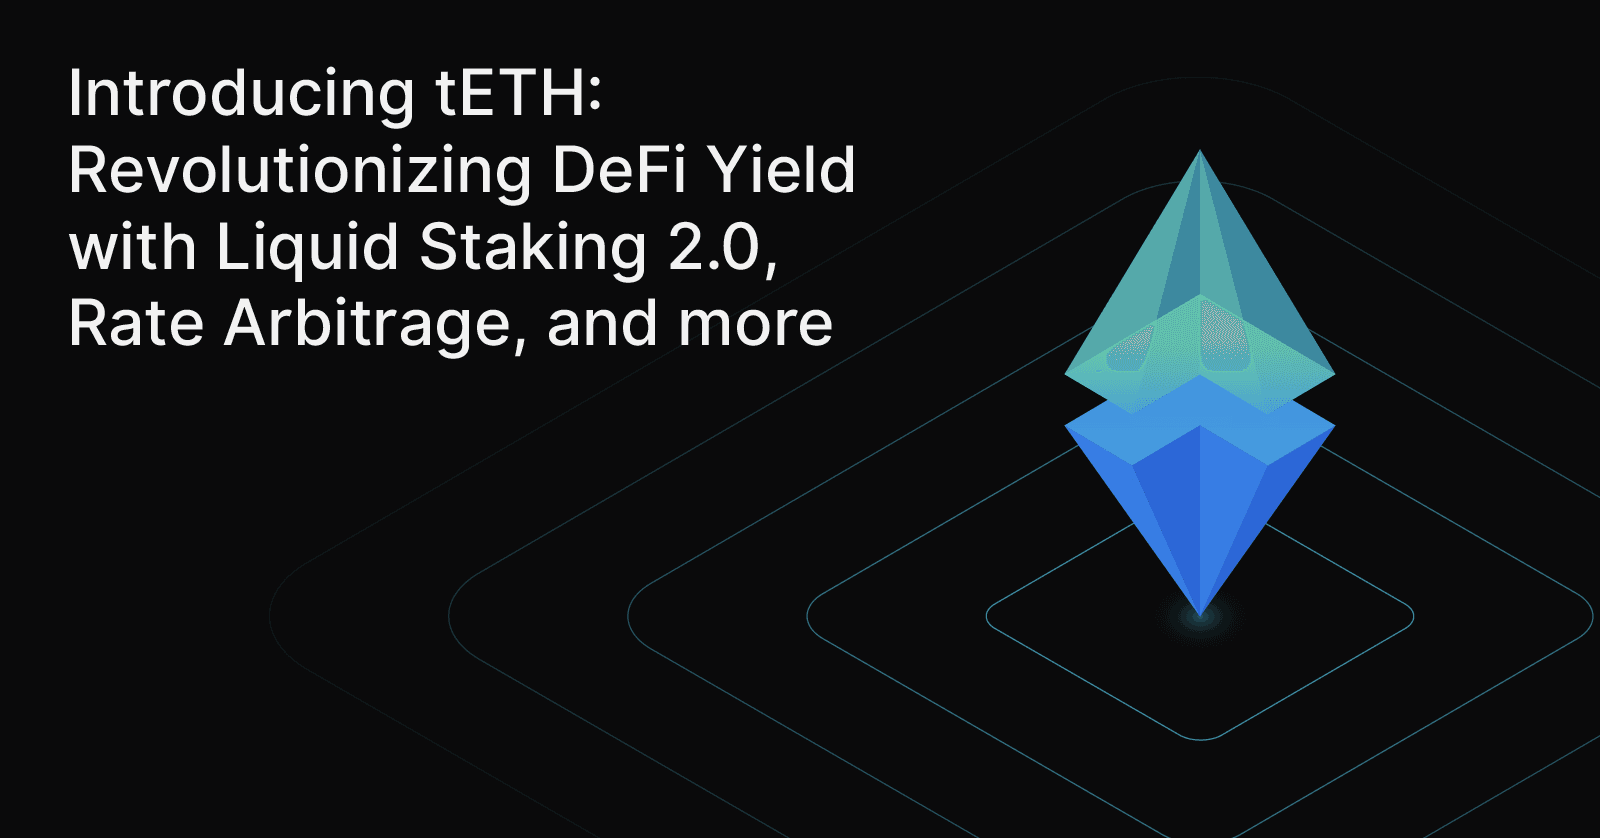 Introducing tETH:
Revolutionizing DeFi Yield
with Liquid Staking 2.0,
Rate Arbitrage, and more